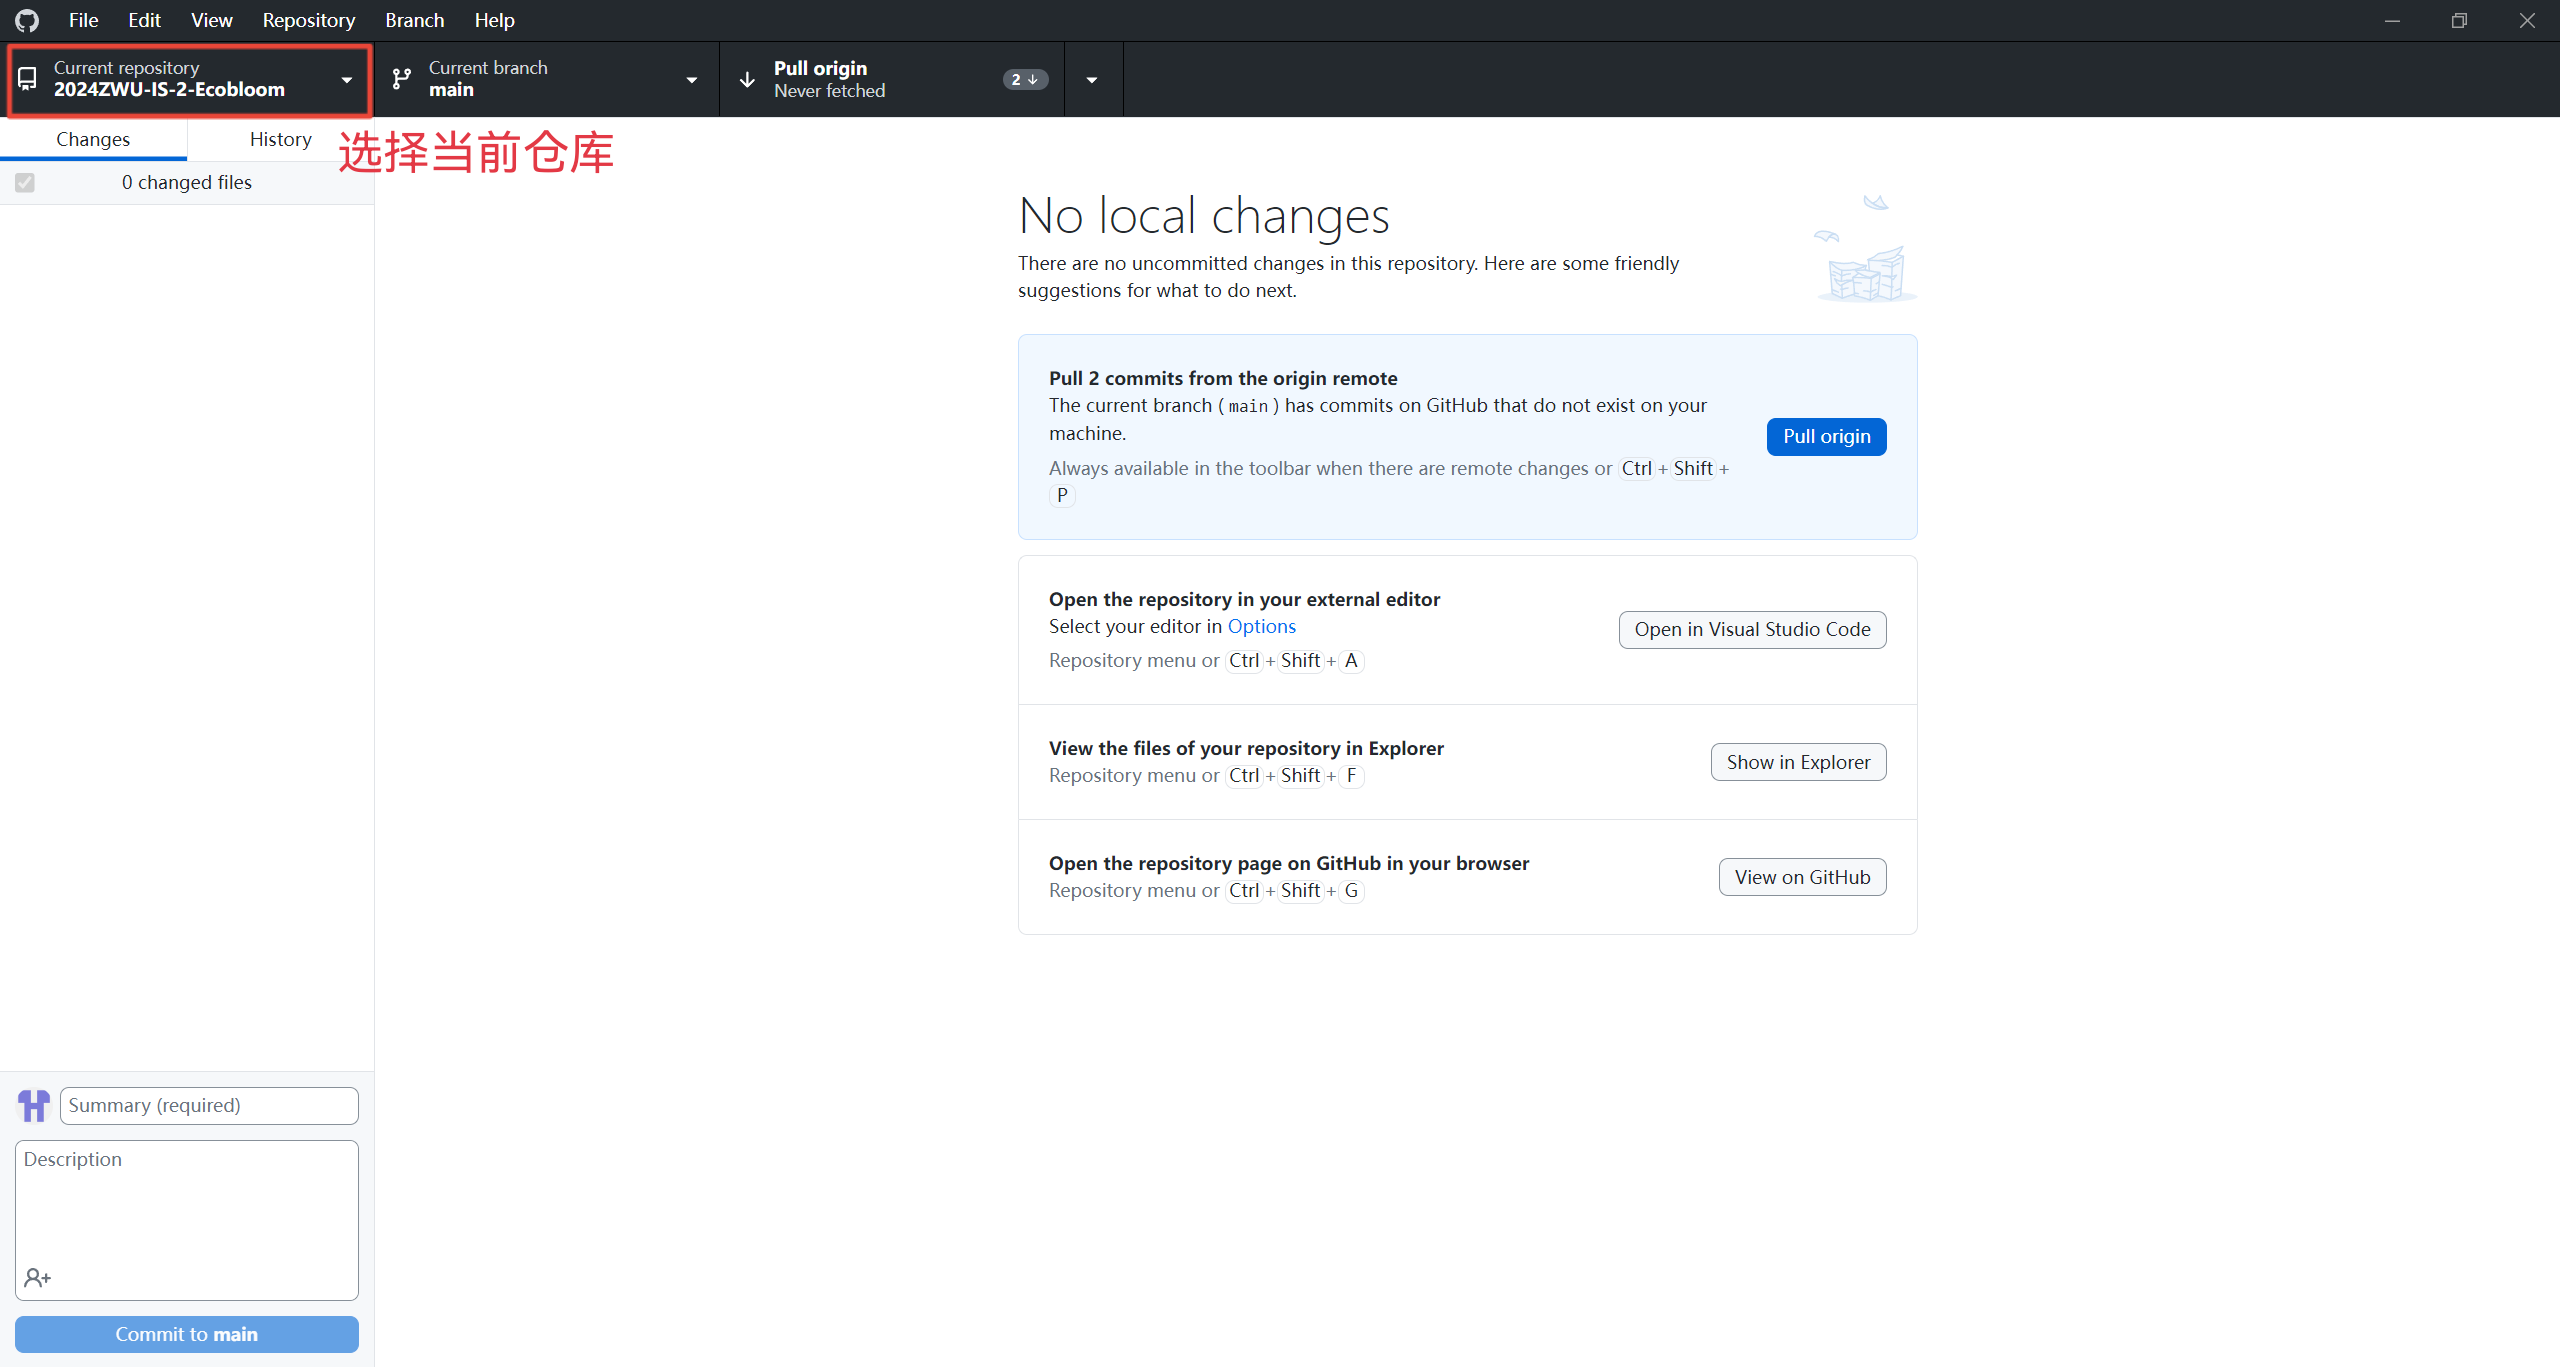 File Edit View Repository Branch Help
Current repository
2024ZWU-IS-2-Ecobloom
Current branch
main
Pull origin
Never fetched
2
Changes
History
选择当前仓库
0 changed files
No local changes
There are no uncommitted changes in this repository. Here are some friendly
suggestions for what to do next.
Pull 2 commits from the origin remote
The current branch ( main ) has commits on GitHub that do not exist on your
machine.
Always available in the toolbar when there are remote changes or Ctrl + Shift +
P
Pull origin
Open the repository in your external editor
Select your editor in Options
Repository menu or Ctrl + Shift + A
Open in Visual Studio Code
View the files of your repository in Explorer
Repository menu or Ctrl + Shift + F
Show in Explorer
Open the repository page on GitHub in your browser
Repository menu or Ctrl + Shift + G
View on GitHub
Summary (required)
Description
Commit to main